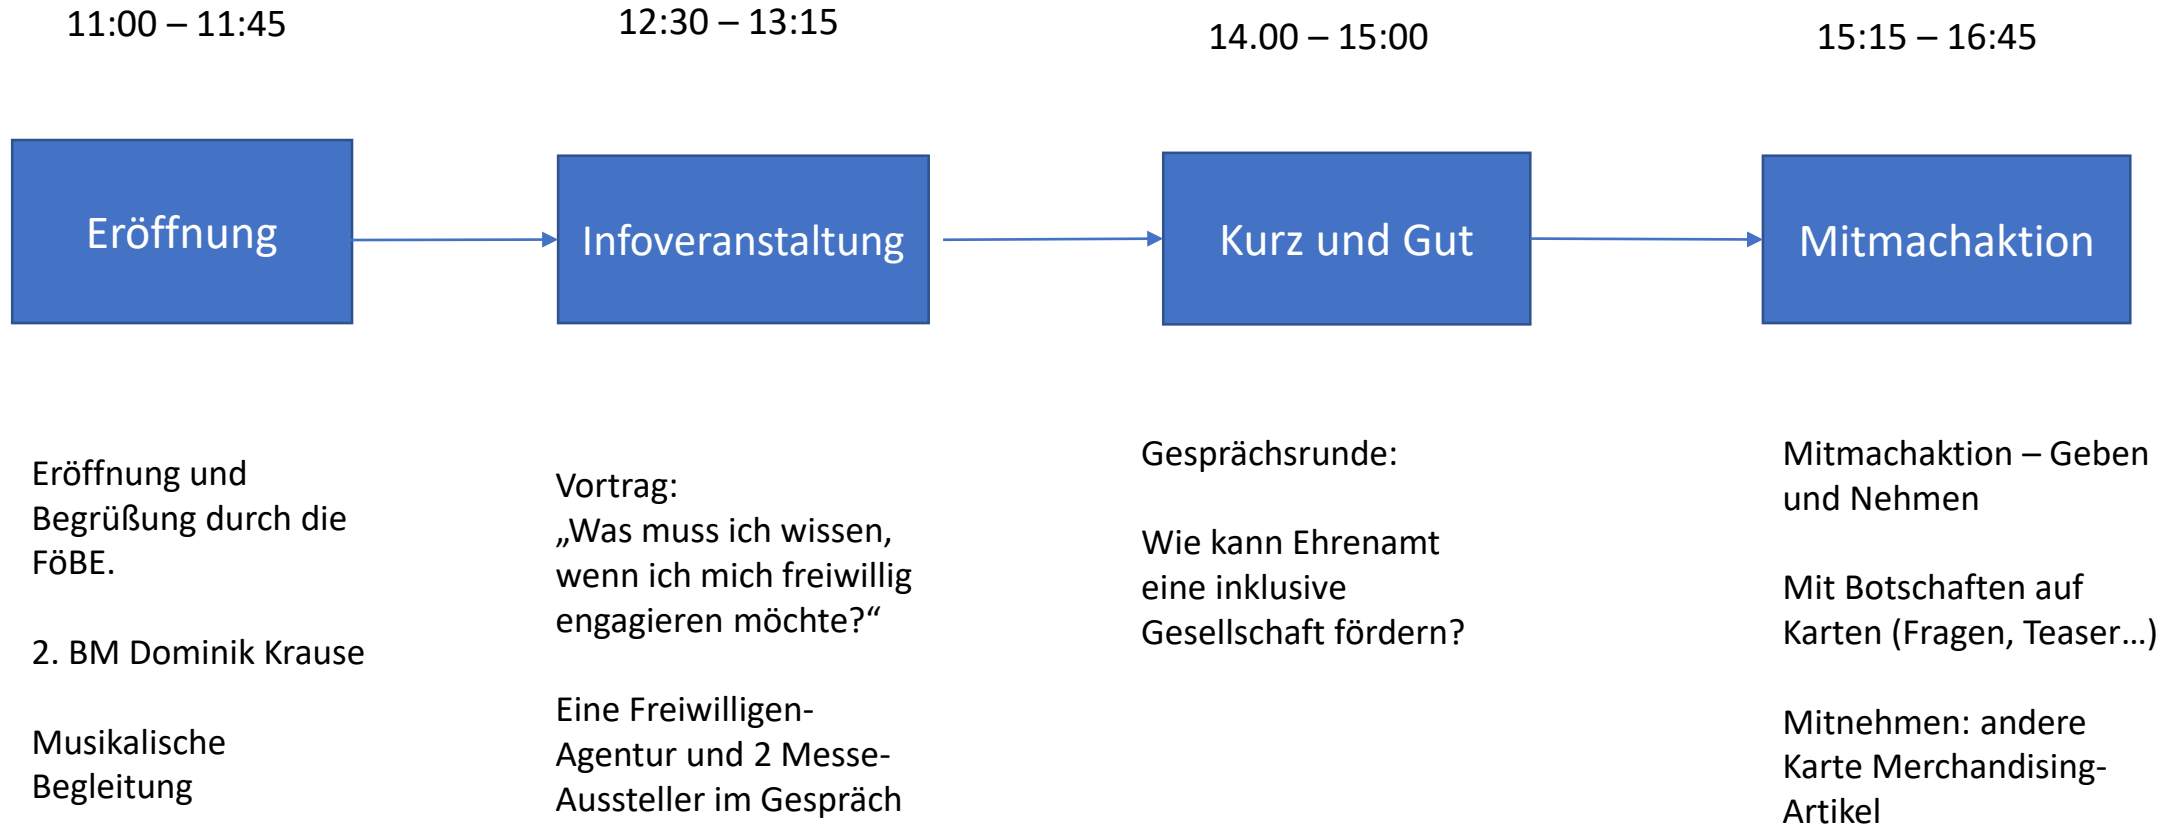 11:00 – 11:45
12:30 – 13:15
14.00 – 15:00
15:15 – 16:45
Eröffnung
Infoveranstaltung
Kurz und Gut
Mitmachaktion
Eröffnung und
Begrüßung durch die
FöBE.
2. BM Dominik Krause
Musikalische
Begleitung
Vortrag:
„Was muss ich wissen,
wenn ich mich freiwillig
engagieren möchte?“
Eine Freiwilligen-
Agentur und 2 Messe-
Aussteller im Gespräch
Gesprächsrunde:
Wie kann Ehrenamt
eine inklusive
Gesellschaft fördern?
Mitmachaktion – Geben
und Nehmen
Mit Botschaften auf
Karten (Fragen, Teaser…)
Mitnehmen: andere
Karte Merchandising-
Artikel